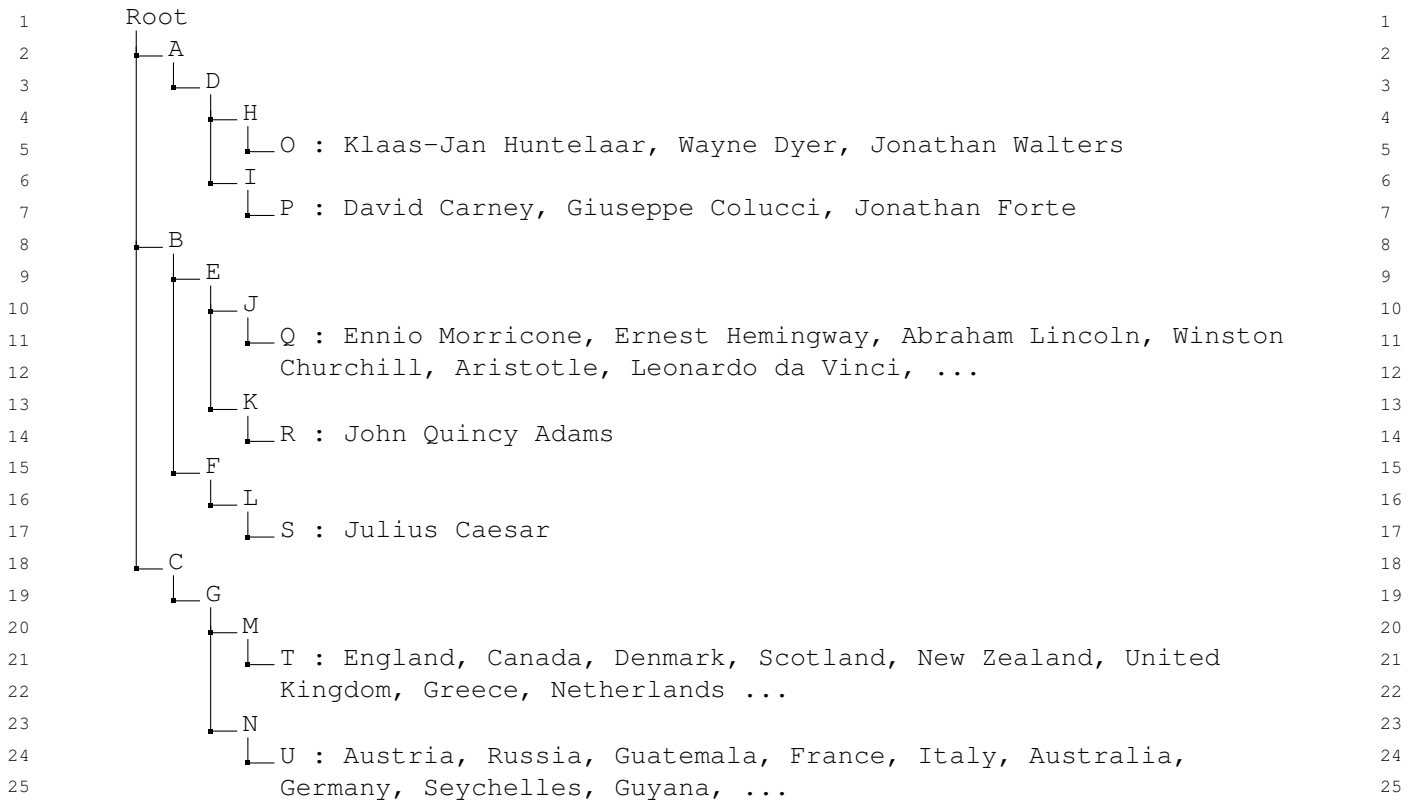 1 Root 1
2 A 2
3 D 3
4 H 4
5 O : Klaas-Jan Huntelaar, Wayne Dyer, Jonathan Walters 5
6 I 6
7 P : David Carney, Giuseppe Colucci, Jonathan Forte 7
8 B 8
9 E 9
10 J 10
11 Q : Ennio Morricone, Ernest Hemingway, Abraham Lincoln, Winston 11
12 Churchill, Aristotle, Leonardo da Vinci, ... 12
13 K 13
14 R : John Quincy Adams 14
15 F 15
16 L 16
17 S : Julius Caesar 17
18 C 18
19 G 19
20 M 20
21 T : England, Canada, Denmark, Scotland, New Zealand, United 21
22 Kingdom, Greece, Netherlands ... 22
23 N 23
24 U : Austria, Russia, Guatemala, France, Italy, Australia, 24
25 Germany, Seychelles, Guyana, ... 25